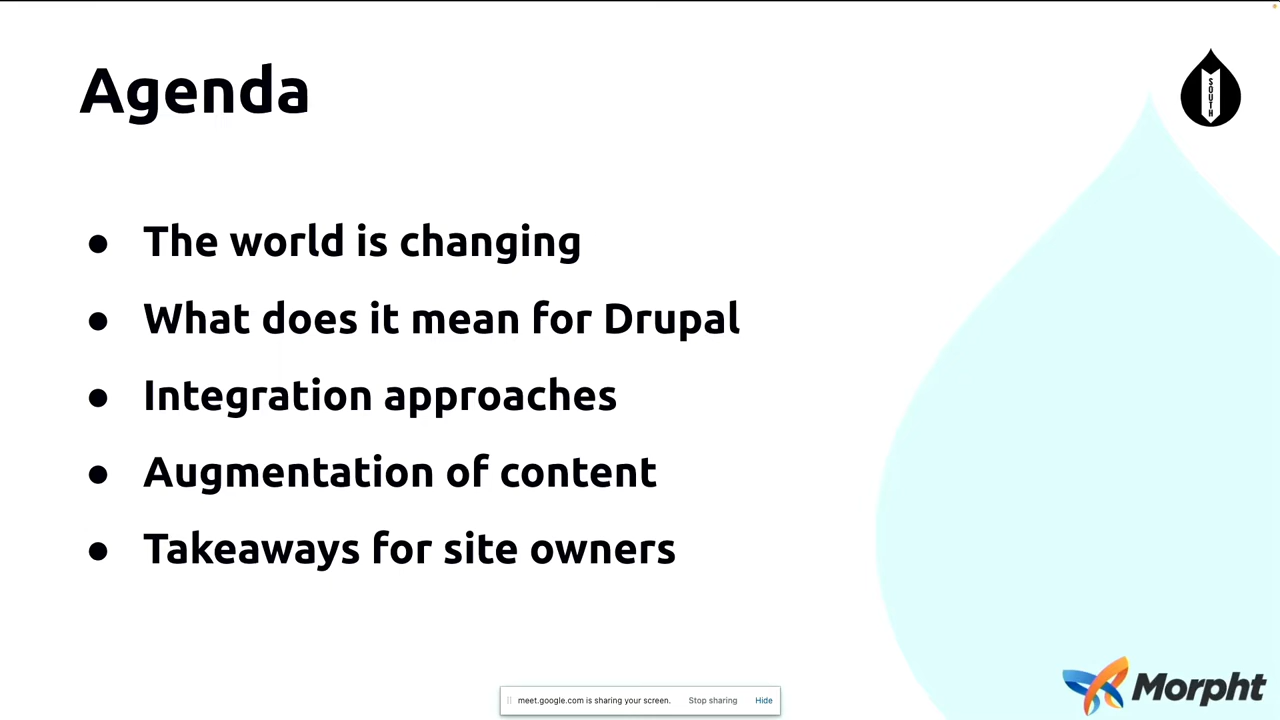 Agenda
SOUTH
● The world is changing
● What does it mean for Drupal
● Integration approaches
● Augmentation of content
● Takeaways for site owners
meet.google.com is sharing your screen. Stop sharing Hide
Morpht